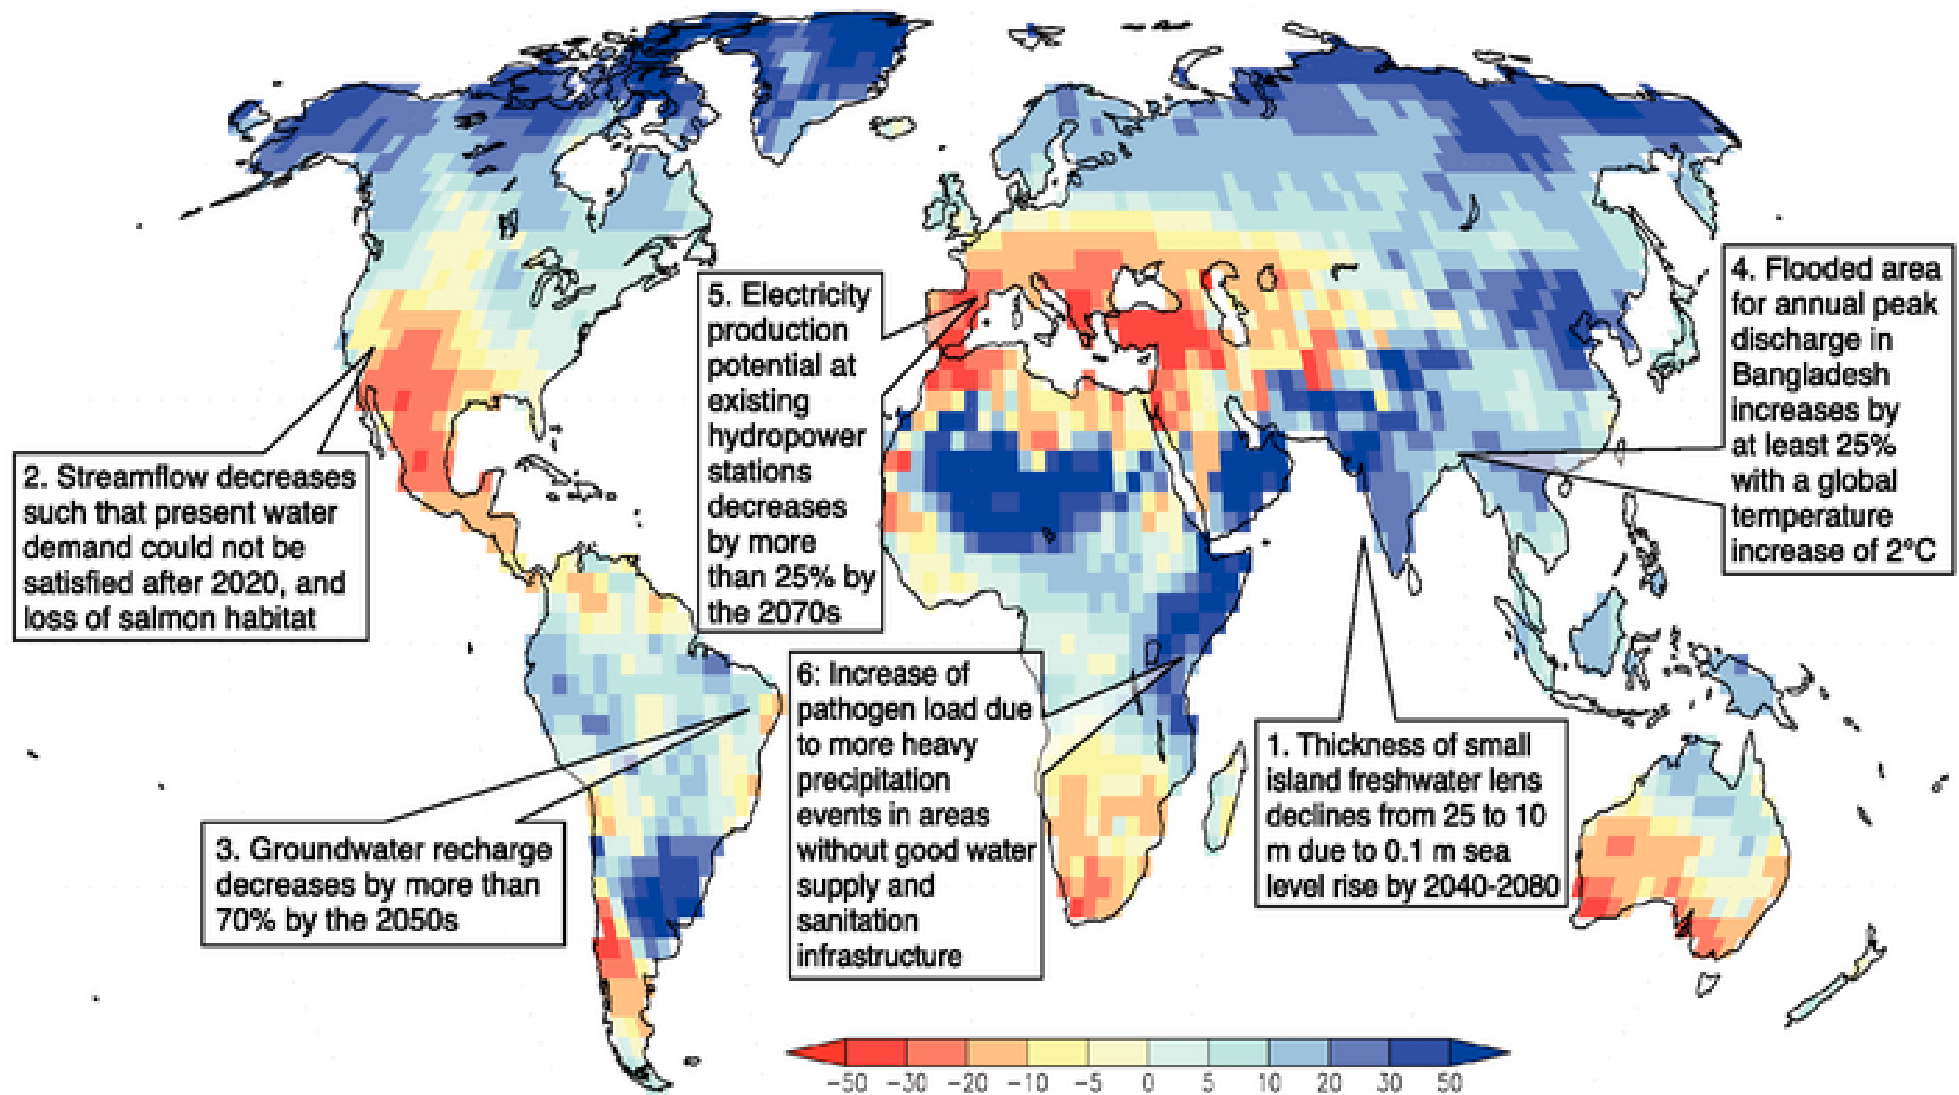 5. Electricity
production
potential at
existing
hydropower
stations
decreases
by more
than 25% by
the 2070s
4. Flooded area
for annual peak
discharge in
Bangladesh
increases by
at least 25%
with a global
temperature
increase of 2°C
2. Streamflow decreases
such that present water
demand could not be
satisfied after 2020, and
loss of salmon habitat
6: Increase of
pathogen load due
to more heavy
precipitation
events in areas
without good water
supply and
sanitation
infrastructure
1. Thickness of small
island freshwater lens
declines from 25 to 10
m due to 0.1 m sea
level rise by 2040-2080
3. Groundwater recharge
decreases by more than
70% by the 2050s
-50 -30 -20 -10 -5 0 5 10 20 30 50